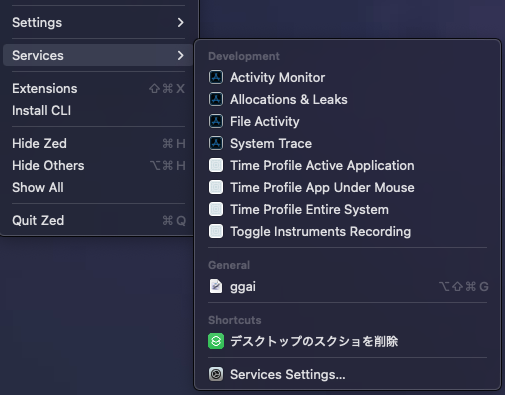 Settings
Services
Extensions ⇧⌘X
Install CLI
Hide Zed ⌘H
Hide Others ⌥⌘H
Show All
Quit Zed ⌘Q
Development
Activity Monitor
Allocations & Leaks
File Activity
System Trace
Time Profile Active Application
Time Profile App Under Mouse
Time Profile Entire System
Toggle Instruments Recording
General
ggai ⌥⇧⌘G
Shortcuts
デスクトップのスクショを削除
Services Settings...